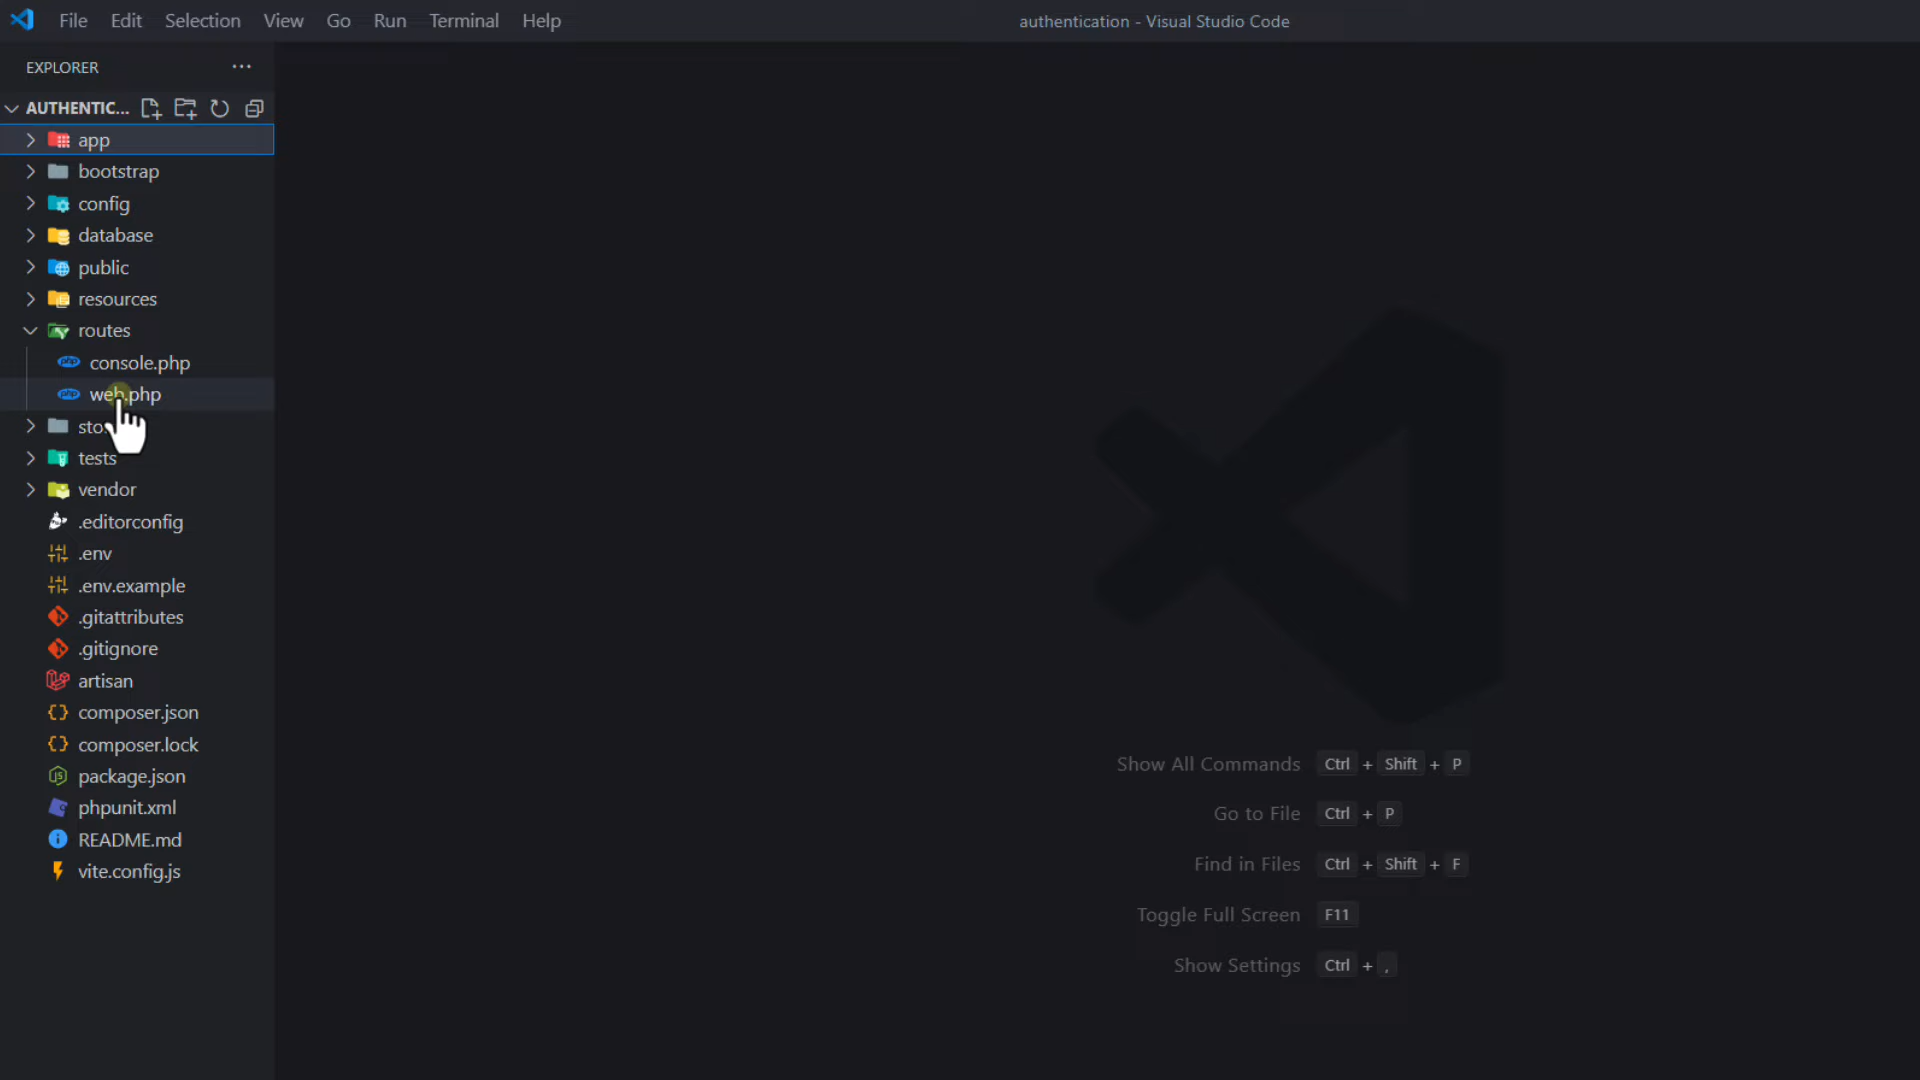 File Edit Selection View Go Run Terminal Help
authentication - Visual Studio Code
EXPLORER
AUTHENTIC...
app
bootstrap
config
database
public
resources
routes
console.php
web.php
tests
vendor
.editorconfig
.env
.env.example
.gitattributes
.gitignore
artisan
composer.json
composer.lock
package.json
phpunit.xml
README.md
vite.config.js
Show All Commands Ctrl + Shift + P
Go to File Ctrl + P
Find in Files Ctrl + Shift + F
Toggle Full Screen F11
Show Settings Ctrl + ,